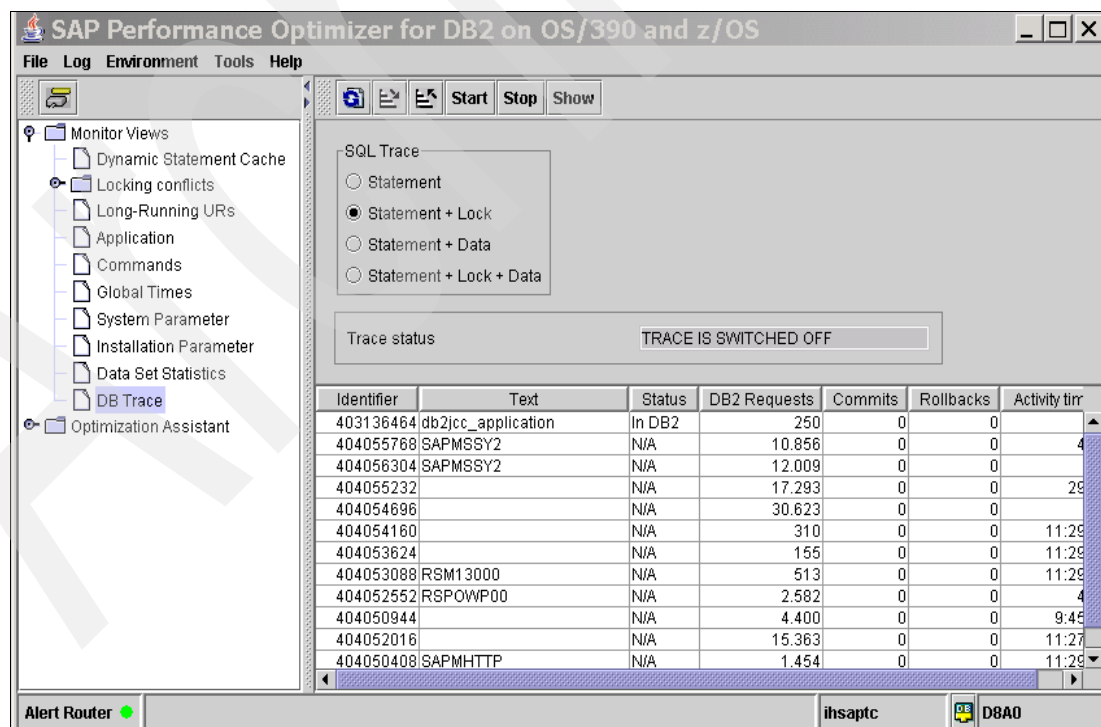 SAP Performance Optimizer for DB2 on OS/390 and z/OS
File Log Environment Tools Help
Start Stop Show
Monitor Views
Dynamic Statement Cache
Locking conflicts
Long-Running URs
Application
Commands
Global Times
System Parameter
Installation Parameter
Data Set Statistics
DB Trace
Optimization Assistant
SQL Trace
Statement
Statement + Lock
Statement + Data
Statement + Lock + Data
Trace status TRACE IS SWITCHED OFF
Identifier Text Status DB2 Requests Commits Rollbacks Activity tim
403136464 db2jcc_application In DB2 250 0 0
404055768 SAPMSSY2 N/A 10.856 0 0 4
404056304 SAPMSSY2 N/A 12.009 0 0
404055232 N/A 17.293 0 0 29
404054696 N/A 30.623 0 0
404054160 N/A 310 0 0 11:29
404053624 N/A 155 0 0 11:29
404053088 RSM13000 N/A 513 0 0 11:29
404052552 RSPOWP00 N/A 2.582 0 0 4
404050944 N/A 4.400 0 0 9:45
404052016 N/A 15.363 0 0 11:27
404050408 SAPMHTTP N/A 1.454 0 0 11:29
Alert Router ihsaptc DB D8A0